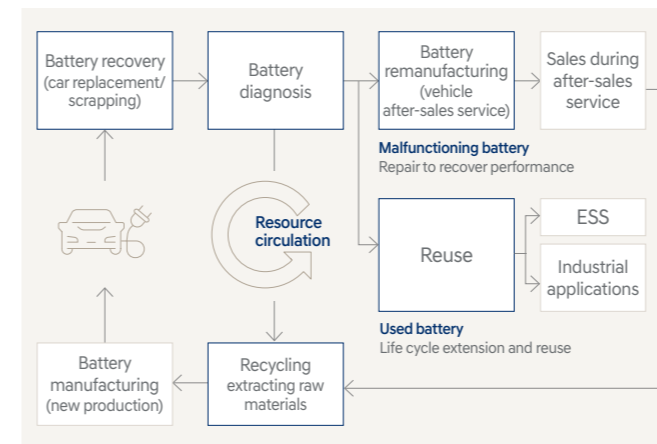 Battery recovery
(car replacement/
scrapping)
Battery
diagnosis
Battery
remanufacturing
(vehicle
after-sales service)
Sales during
after-sales
service
Malfunctioning battery
Repair to recover performance
Resource
circulation
Reuse
ESS
Industrial
applications
Used battery
Life cycle extension and reuse
Battery
manufacturing
(new production)
Recycling
extracting raw
materials